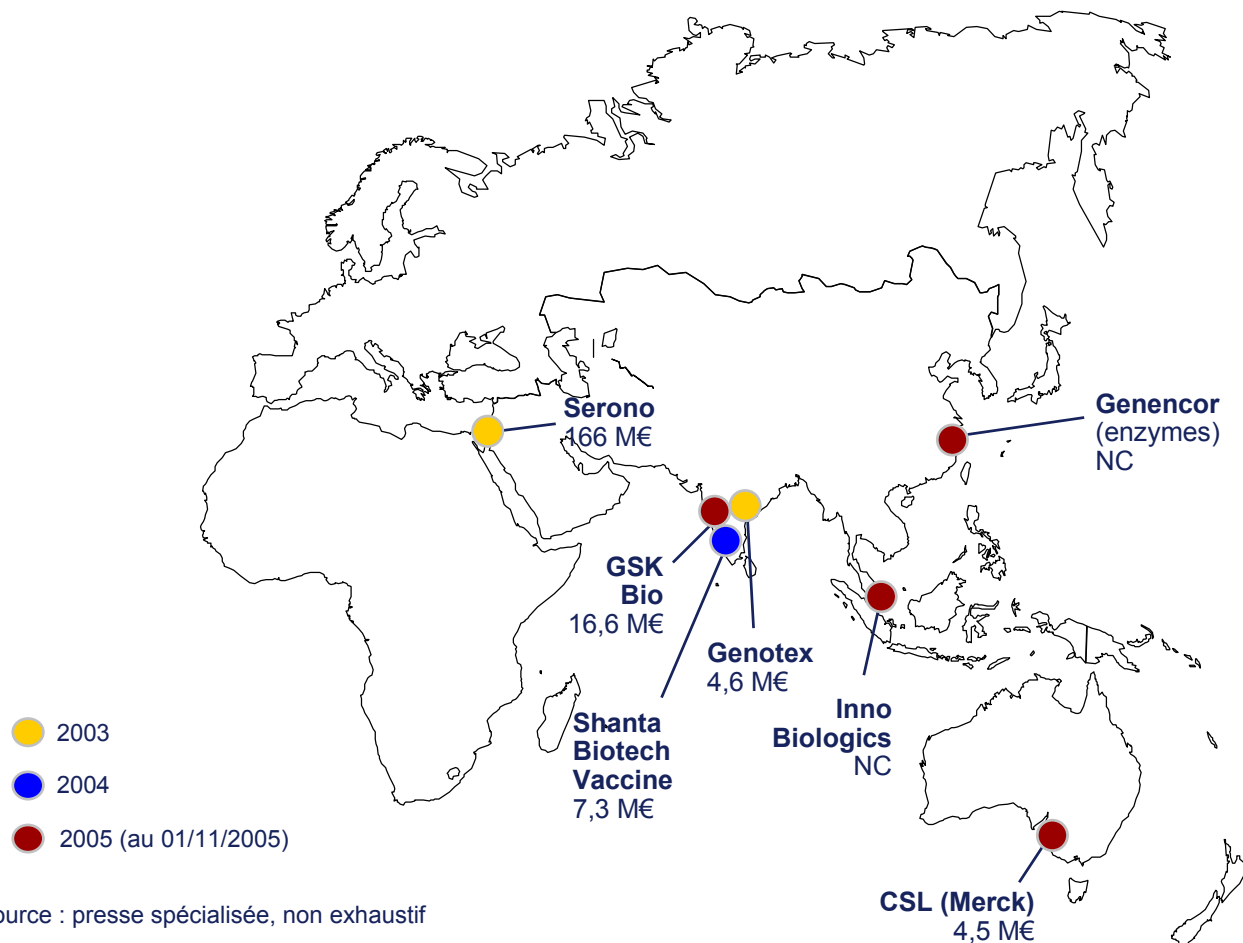 Serono
166 M€
Genencor
(enzymes)
NC
GSK
Bio
16,6 M€
Genotex
4,6 M€
Shanta
Biotech
Vaccine
7,3 M€
Inno
Biologics
NC
CSL (Merck)
4,5 M€
2003
2004
2005 (au 01/11/2005)
ource : presse spécialisée, non exhaustif